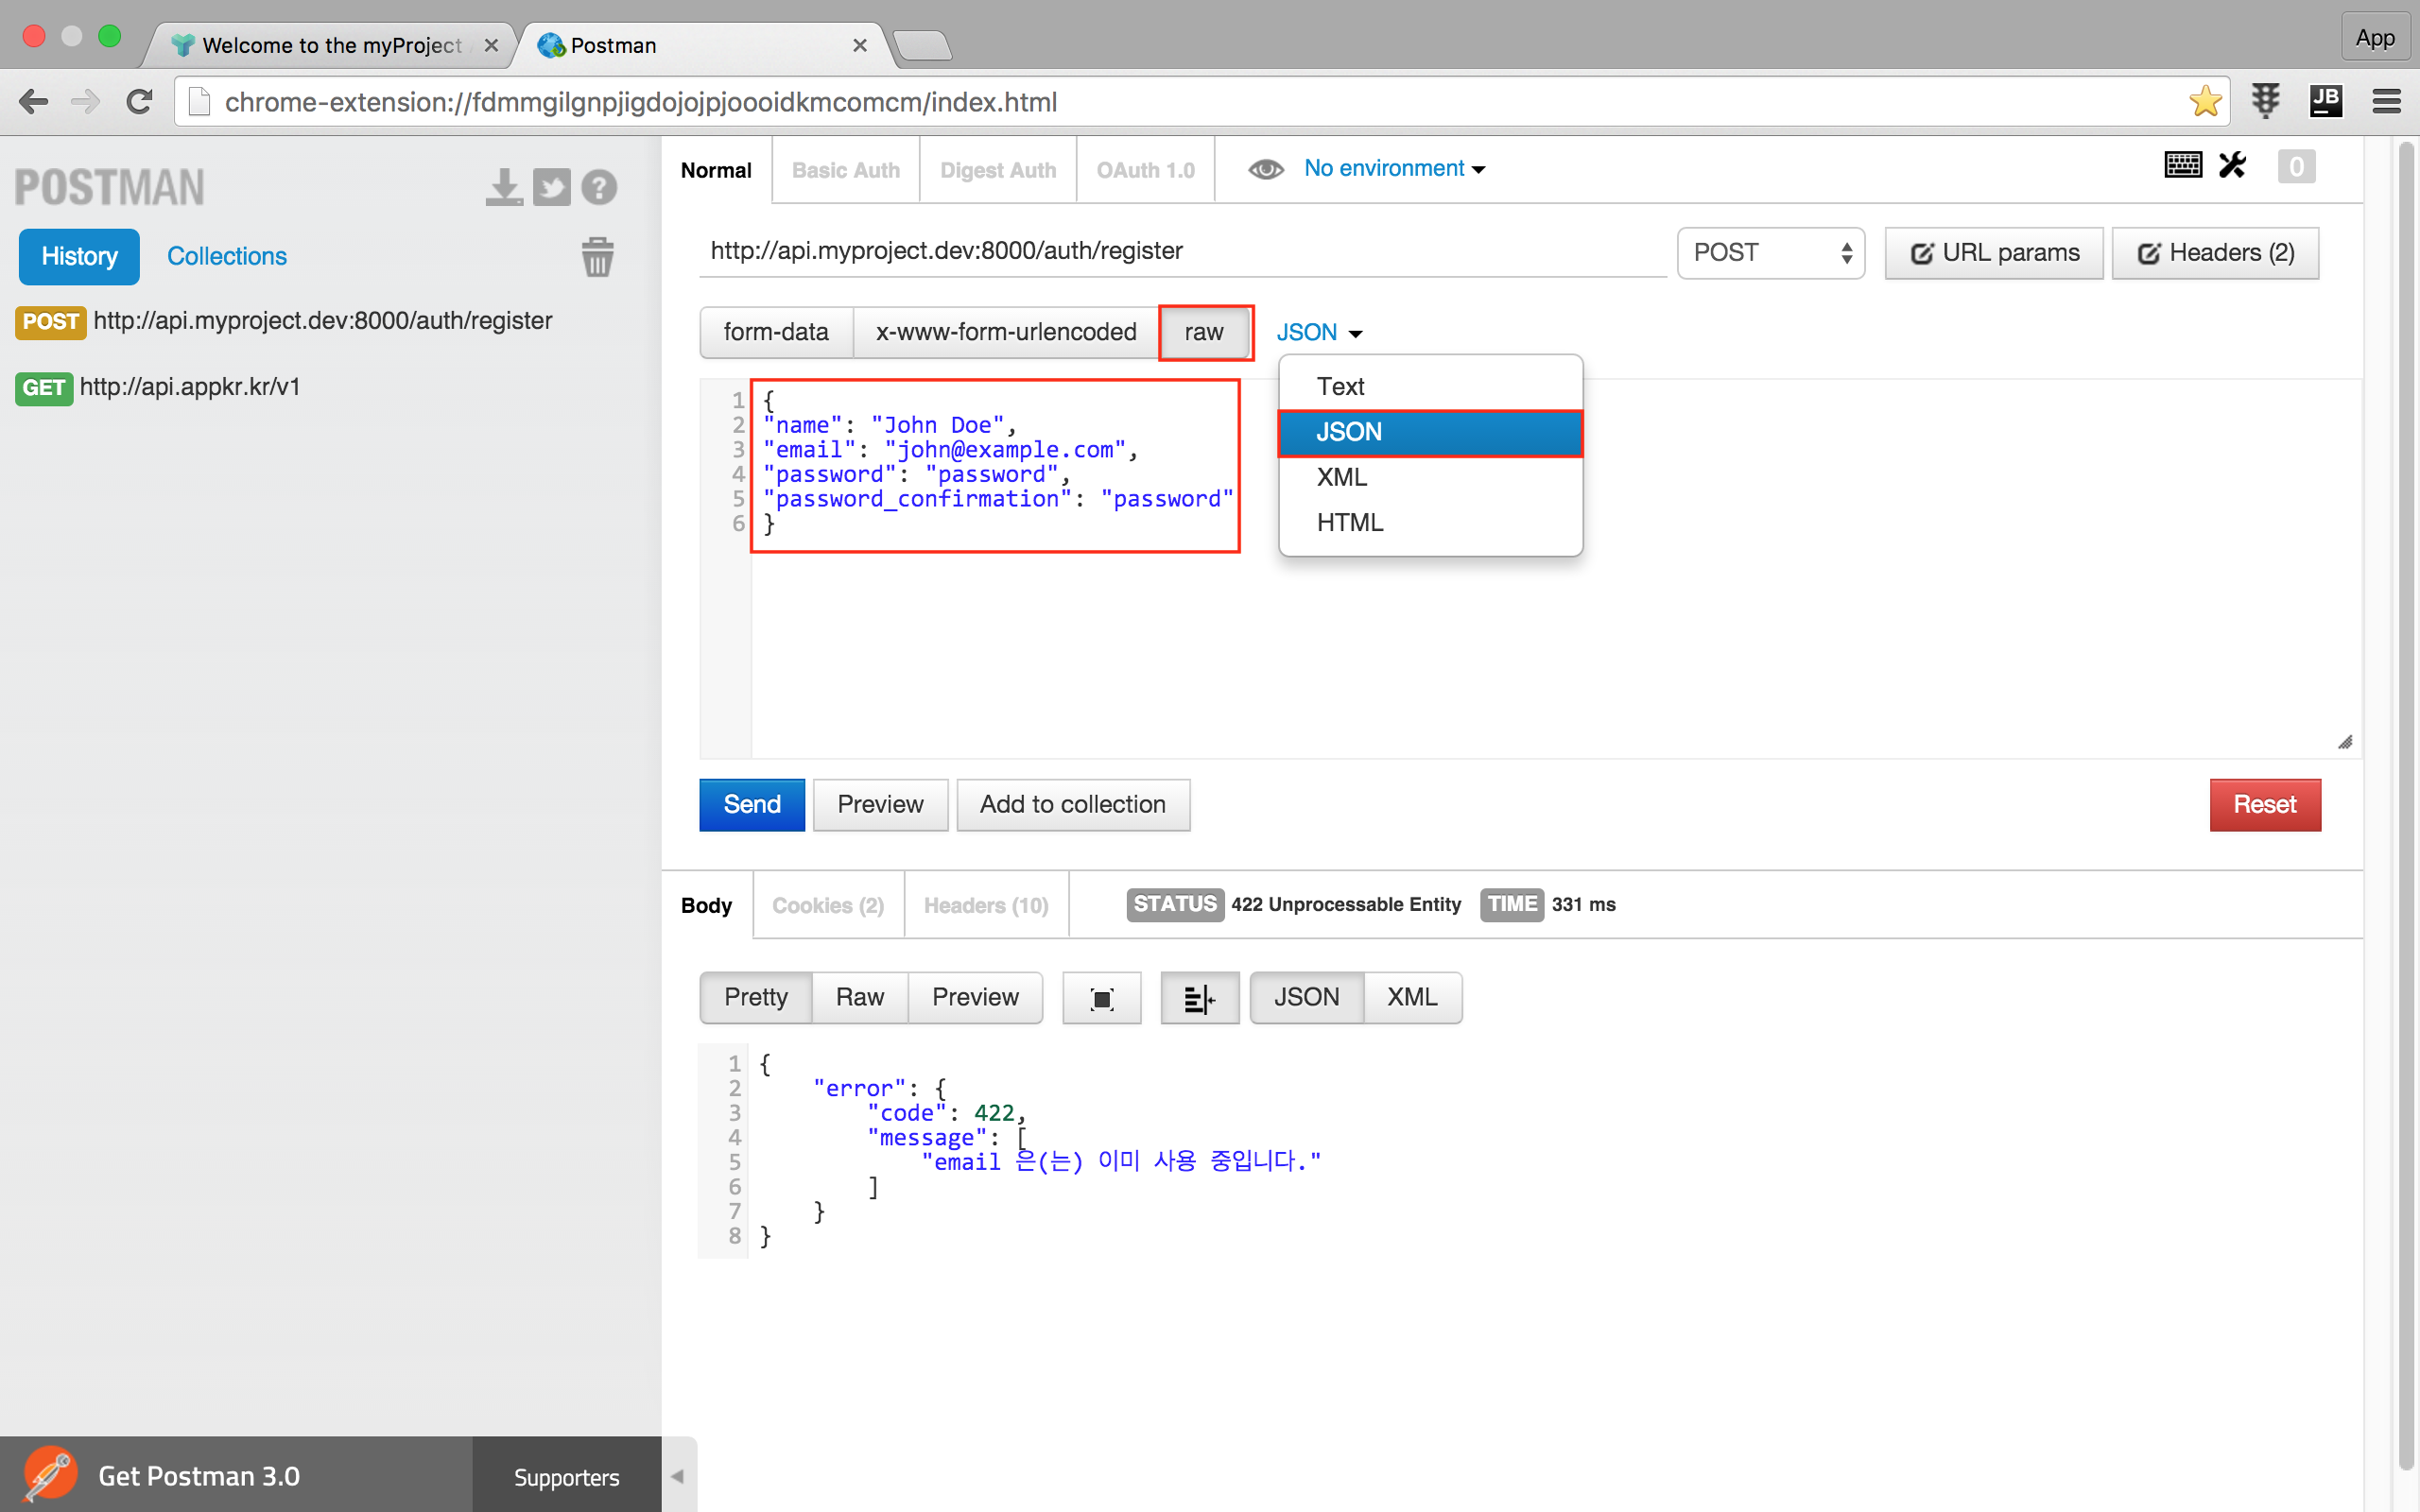 Welcome to the myProject
Postman
App
chrome-extension://fdmmgilgnpjigdojojpjoooidkmcomcm/index.html
JB
POSTMAN
History
Collections
POST http://api.myproject.dev:8000/auth/register
GET http://api.appkr.kr/v1
Get Postman 3.0
Supporters
Normal
Basic Auth
Digest Auth
OAuth 1.0
No environment
0
http://api.myproject.dev:8000/auth/register
POST
URL params
Headers (2)
form-data
x-www-form-urlencoded
raw
JSON
Text
JSON
XML
HTML
1 {
2 "name": "John Doe",
3 "email": "john@example.com",
4 "password": "password",
5 "password_confirmation": "password"
6 }
Send
Preview
Add to collection
Reset
Body
Cookies (2)
Headers (10)
STATUS 422 Unprocessable Entity
TIME 331 ms
Pretty
Raw
Preview
JSON
XML
1 {
2 "error": {
3 "code": 422,
4 "message": [
5 "email 은(는) 이미 사용 중입니다."
6 ]
7 }
8 }